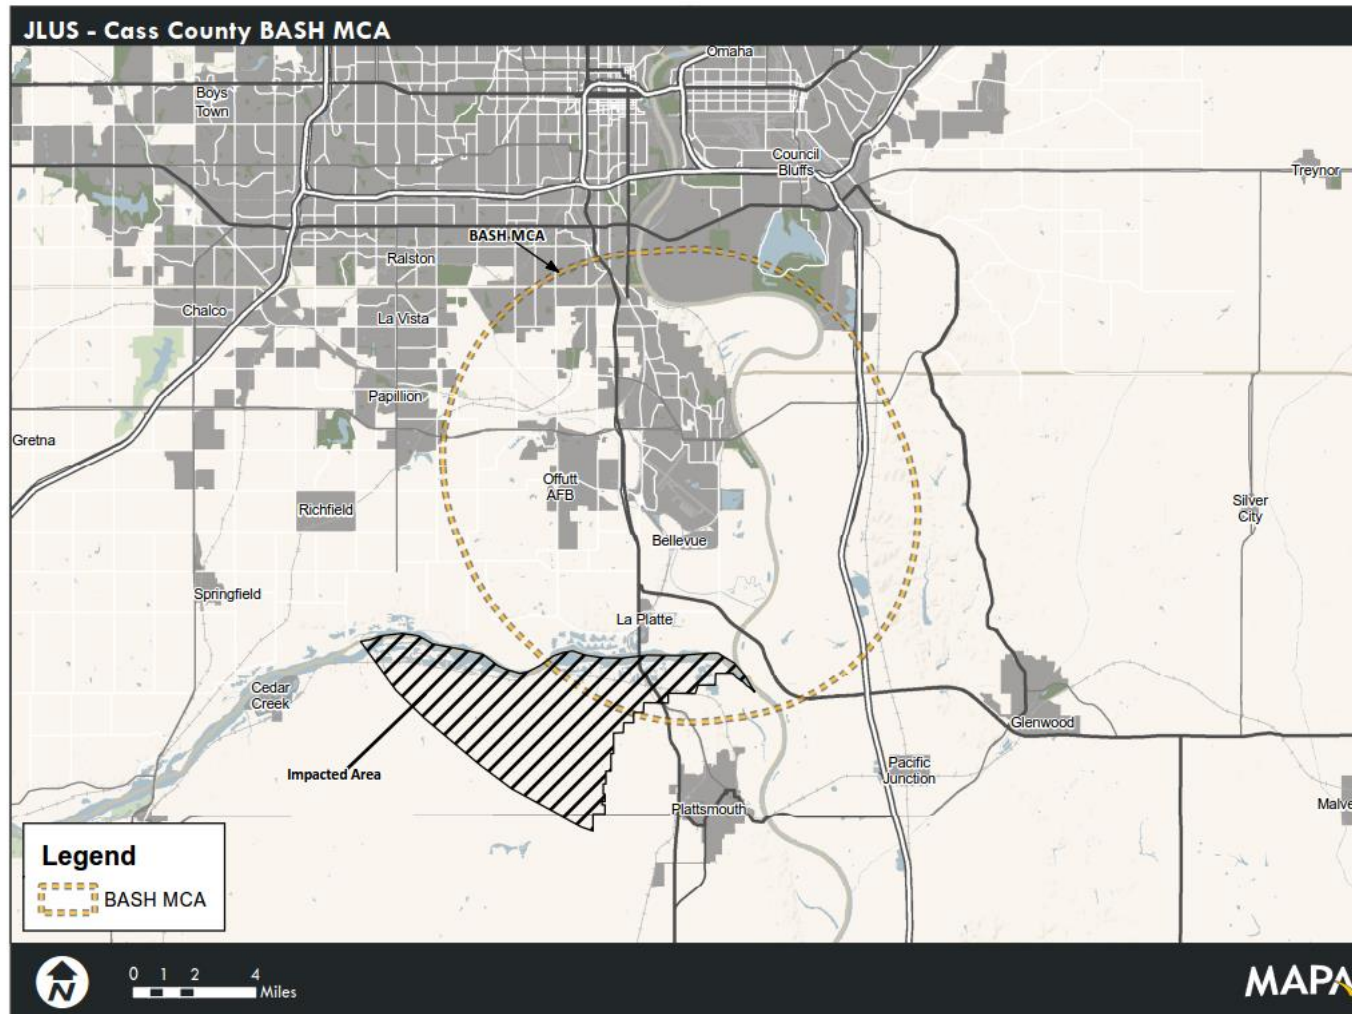 JLUS - Cass County BASH MCA
Omaha
Boys
Town
Council
Bluffs
Treynor
BASH MCA
Ralston
Chalco
La Vista
Papillion
Gretna
Offutt
AFB
Richfield
Silver
City
Bellevue
Springfield
La Platte
Cedar
Creek
Glenwood
Impacted Area
Pacific
Junction
Plattsmouth
Malve
Legend
BASH MCA
N
0 1 2 4
Miles
MAPA